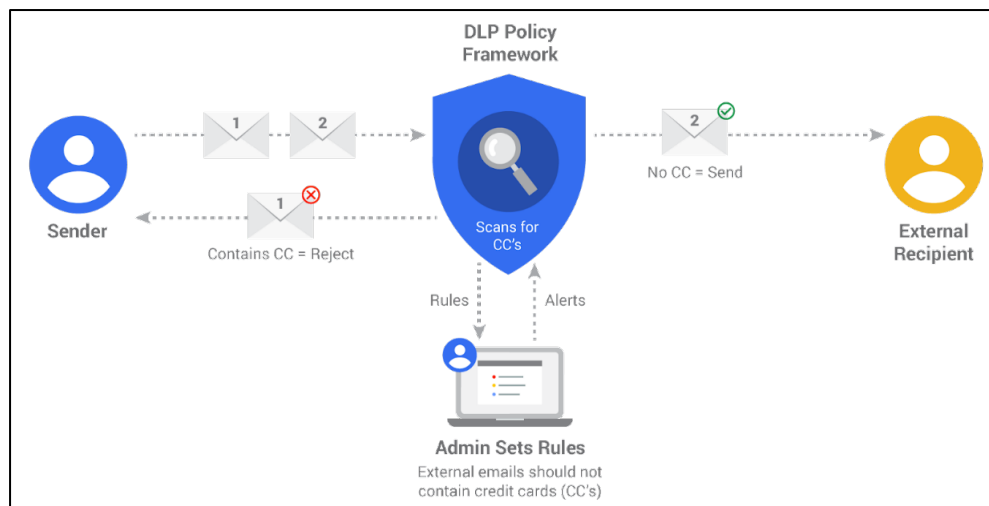 DLP Policy
Framework
1
2
2
No CC = Send
Sender
1
Contains CC = Reject
Scans for
CC's
External
Recipient
Rules
Alerts
Admin Sets Rules
External emails should not
contain credit cards (CC's)